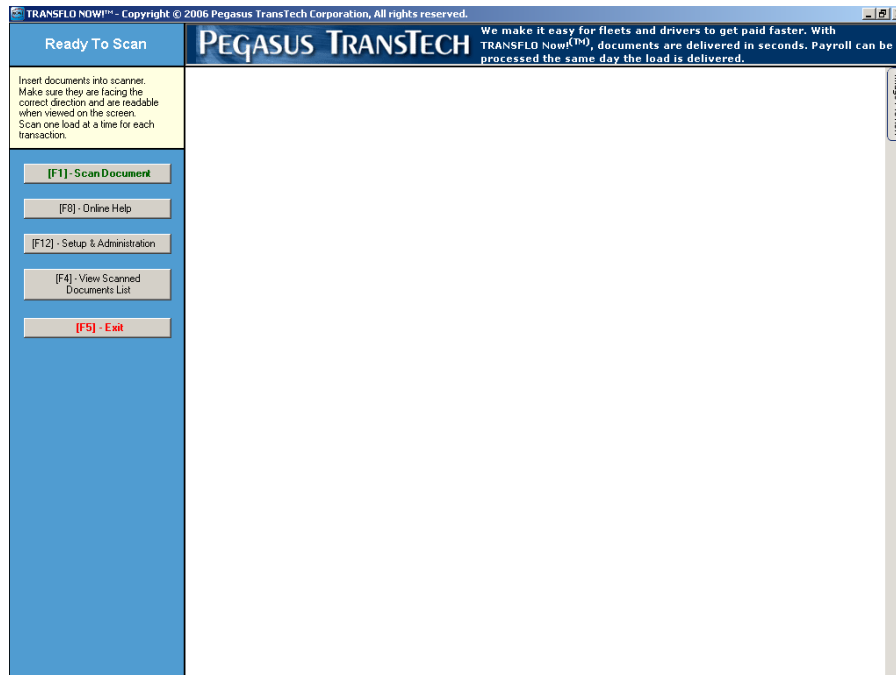 TRANSFLO NOW!™ - Copyright © 2006 Pegasus TransTech Corporation, All rights reserved.
Ready To Scan
PEGASUS TRANSTECH
We make it easy for fleets and drivers to get paid faster. With
TRANSFLO Now!(TM), documents are delivered in seconds. Payroll can be
processed the same day the load is delivered.
Insert documents into scanner.
Make sure they are facing the
correct direction and are readable
when viewed on the screen.
Scan one load at a time for each
transaction.
[F1] - Scan Document
[F8] - Online Help
[F12] - Setup & Administration
[F4] - View Scanned
Documents List
[F5] - Exit